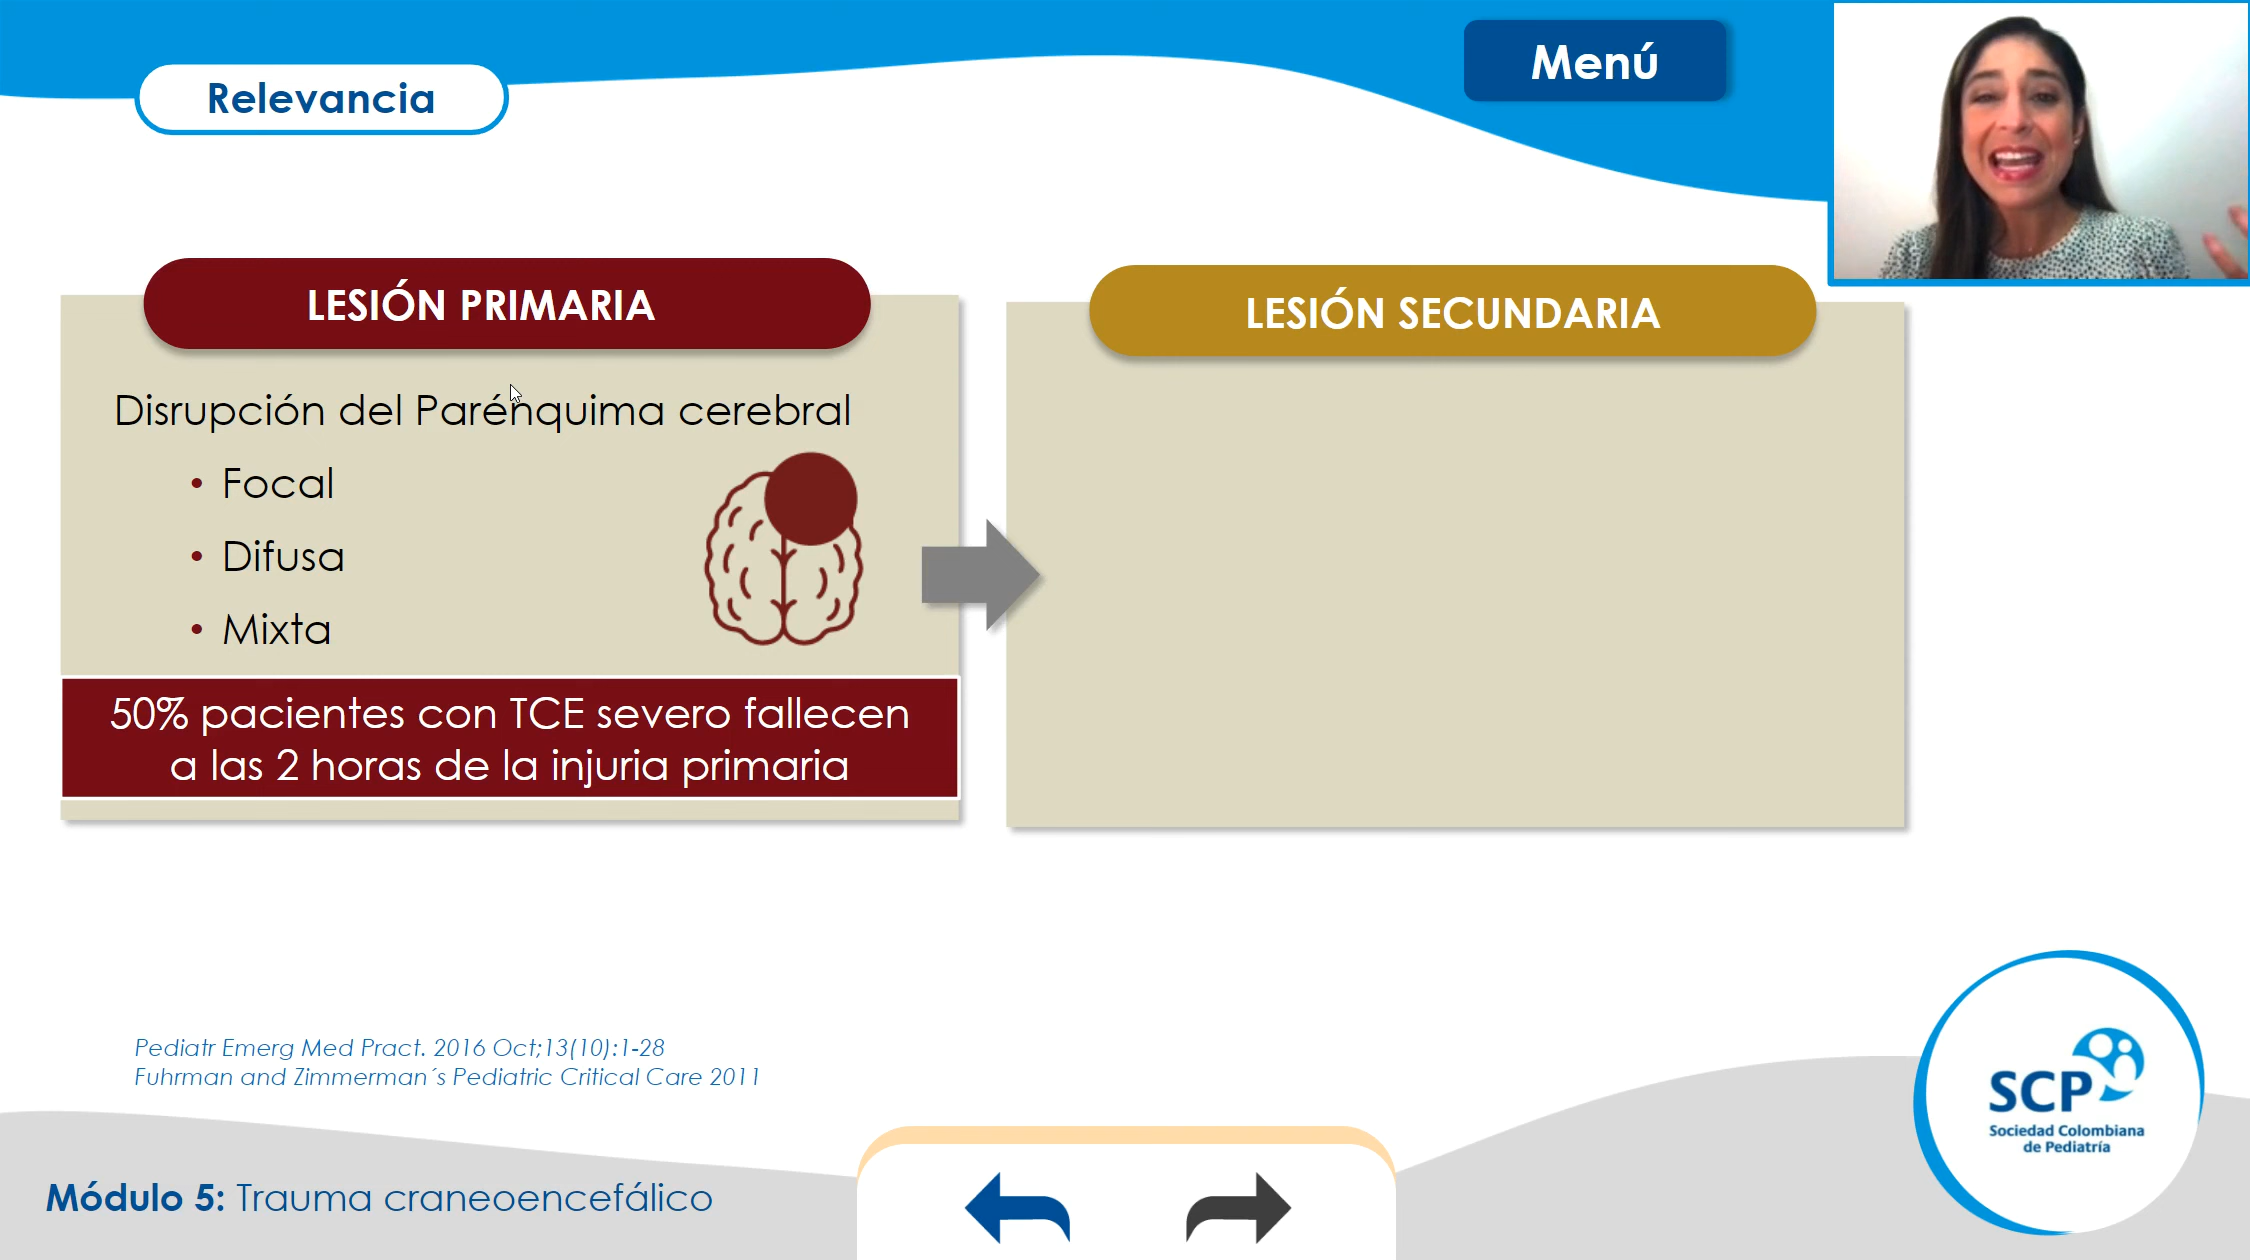 Relevancia
Menú
LESIÓN PRIMARIA
Disrupción del Parénquima cerebral
• Focal
• Difusa
• Mixta
50% pacientes con TCE severo fallecen
a las 2 horas de la injuria primaria
LESIÓN SECUNDARIA
Pediatr Emerg Med Pract. 2016 Oct;13(10):1-28
Fuhrman and Zimmerman´s Pediatric Critical Care 2011
Módulo 5: Trauma craneoencefálico
SCP
Sociedad Colombiana
de Pediatría